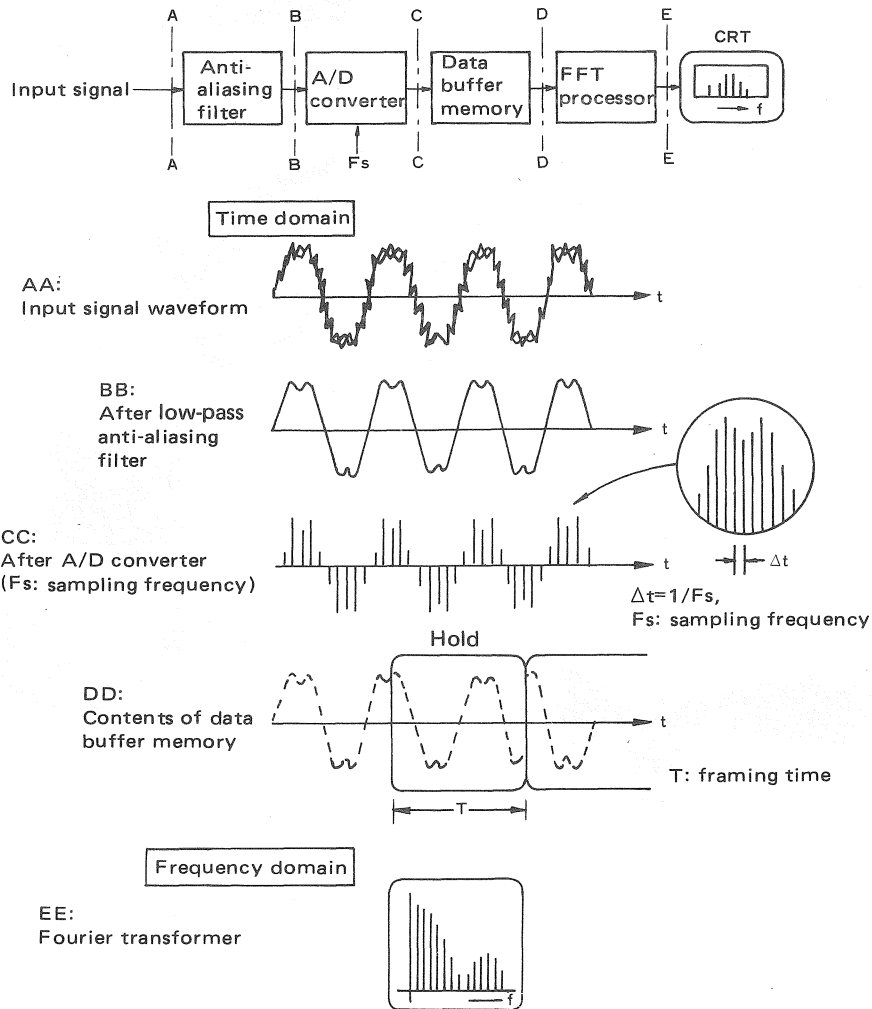 A B C D E
CRT
Input signal
Anti-
aliasing
filter
A/D
converter
Data
buffer
memory
FFT
processor
f
A B Fs C D E
Time domain
AA:
Input signal waveform
t
BB:
After low-pass
anti-aliasing
filter
t
CC:
After A/D converter
(Fs: sampling frequency)
t
Δt
Δt=1/Fs,
Fs: sampling frequency
Hold
DD:
Contents of data
buffer memory
t
T: framing time
T
Frequency domain
EE:
Fourier transformer
f